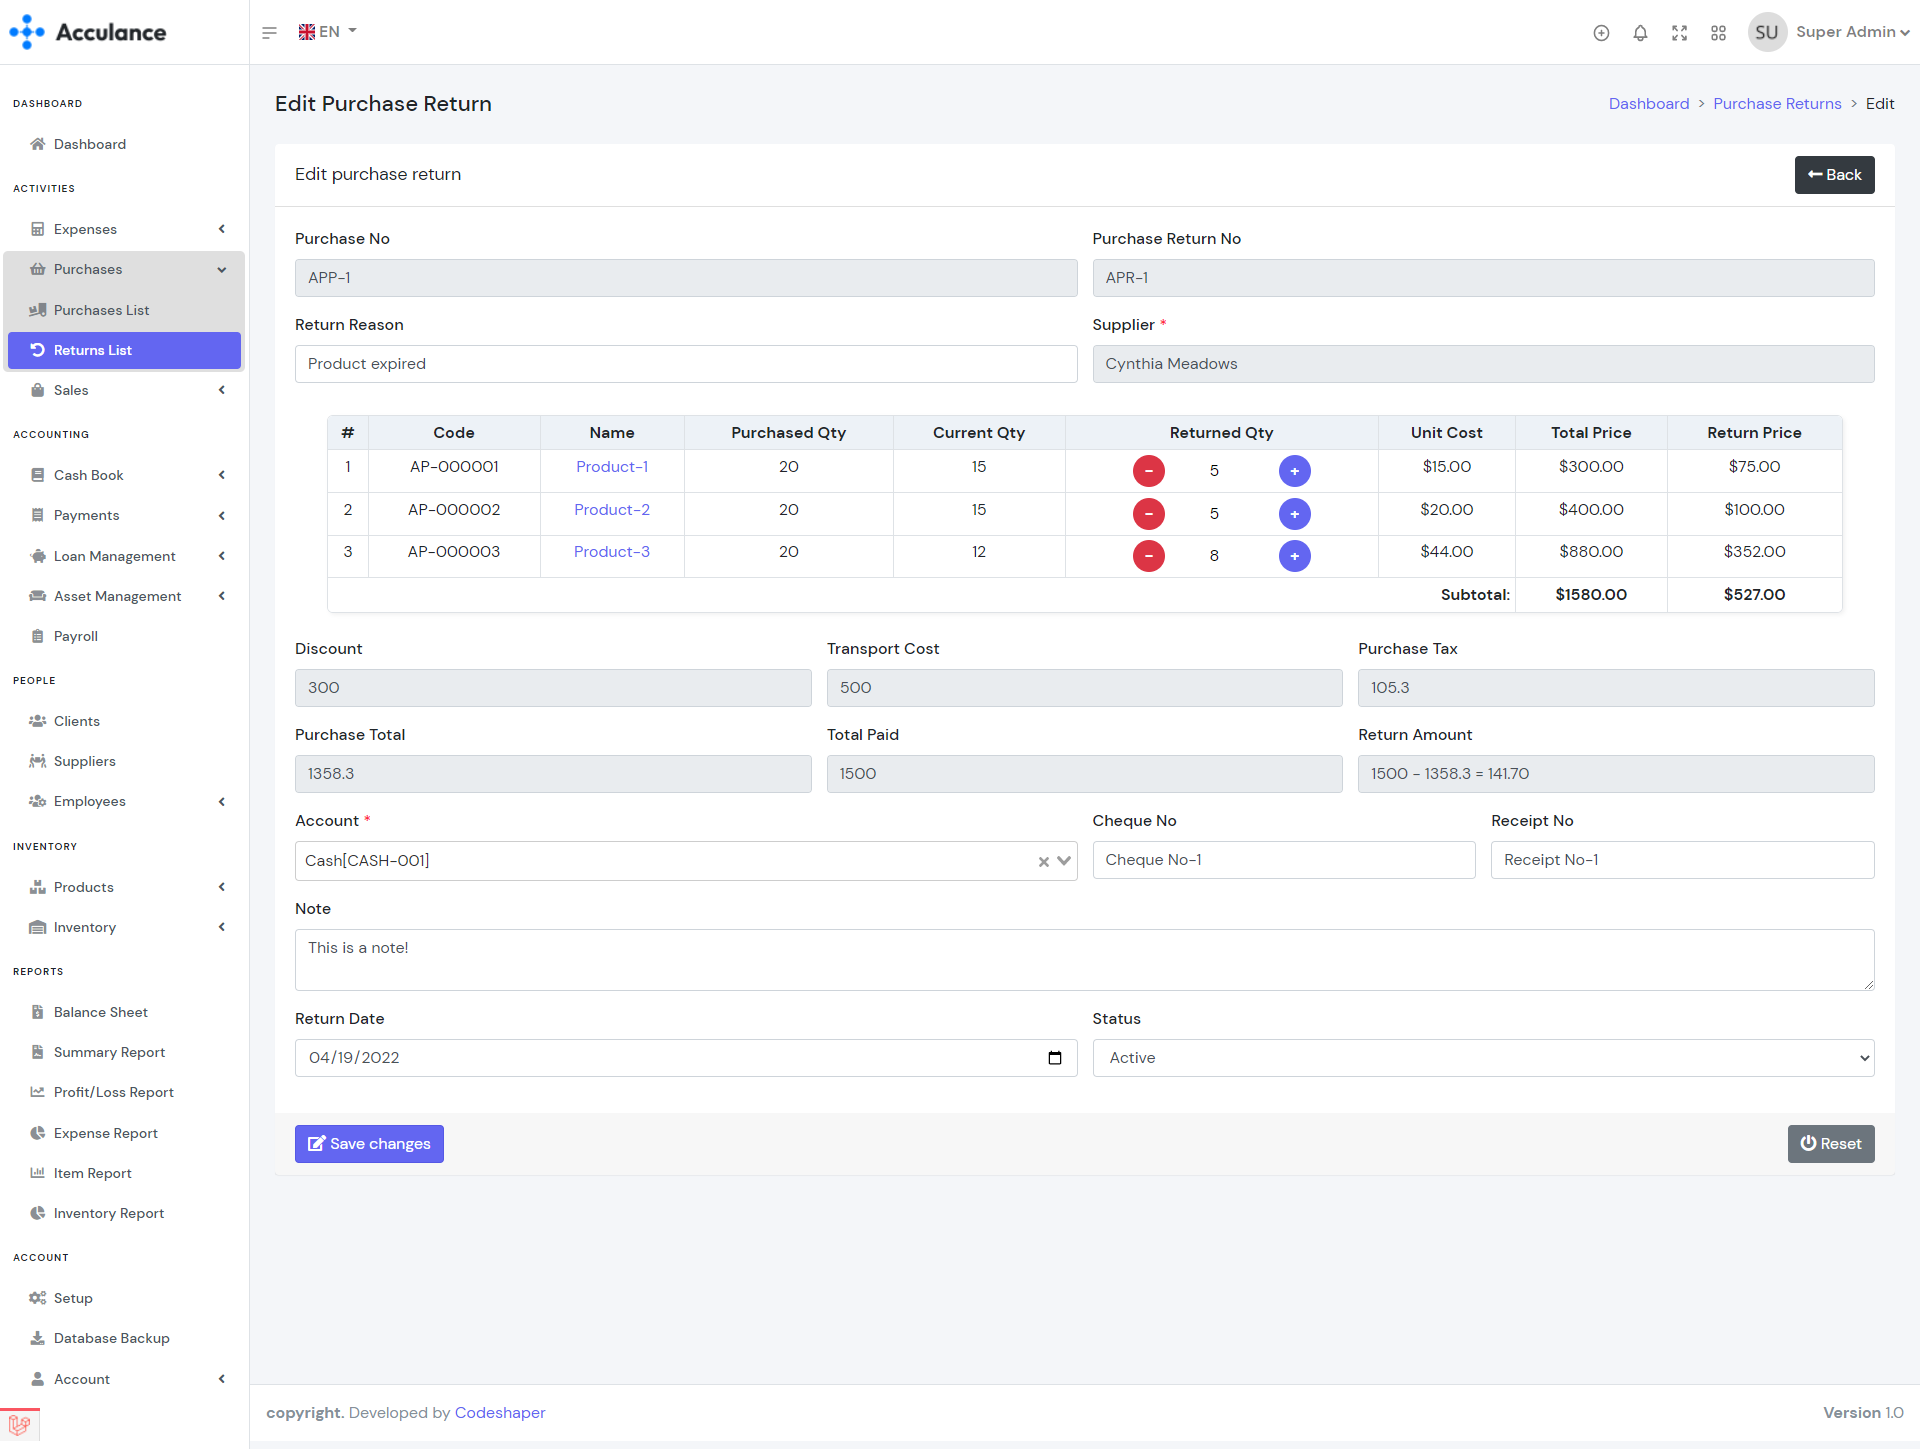 Acculance
EN
SU Super Admin
DASHBOARD
Dashboard
ACTIVITIES
Expenses
Purchases
Purchases List
Returns List
Sales
ACCOUNTING
Cash Book
Payments
Loan Management
Asset Management
Payroll
PEOPLE
Clients
Suppliers
Employees
INVENTORY
Products
Inventory
REPORTS
Balance Sheet
Summary Report
Profit/Loss Report
Expense Report
Item Report
Inventory Report
ACCOUNT
Setup
Database Backup
Account
Edit Purchase Return
Dashboard > Purchase Returns > Edit
Edit purchase return
Back
Purchase No Purchase Return No
APP-1 APR-1
Return Reason Supplier *
Product expired Cynthia Meadows
# Code Name Purchased Qty Current Qty Returned Qty Unit Cost Total Price Return Price
1 AP-000001 Product-1 20 15 - 5 + $15.00 $300.00 $75.00
2 AP-000002 Product-2 20 15 - 5 + $20.00 $400.00 $100.00
3 AP-000003 Product-3 20 12 - 8 + $44.00 $880.00 $352.00
Subtotal: $1580.00 $527.00
Discount Transport Cost Purchase Tax
300 500 105.3
Purchase Total Total Paid Return Amount
1358.3 1500 1500 - 1358.3 = 141.70
Account * Cheque No Receipt No
Cash[CASH-001] Cheque No-1 Receipt No-1
Note
This is a note!
Return Date Status
04/19/2022 Active
Save changes Reset
copyright. Developed by Codeshaper Version 1.0